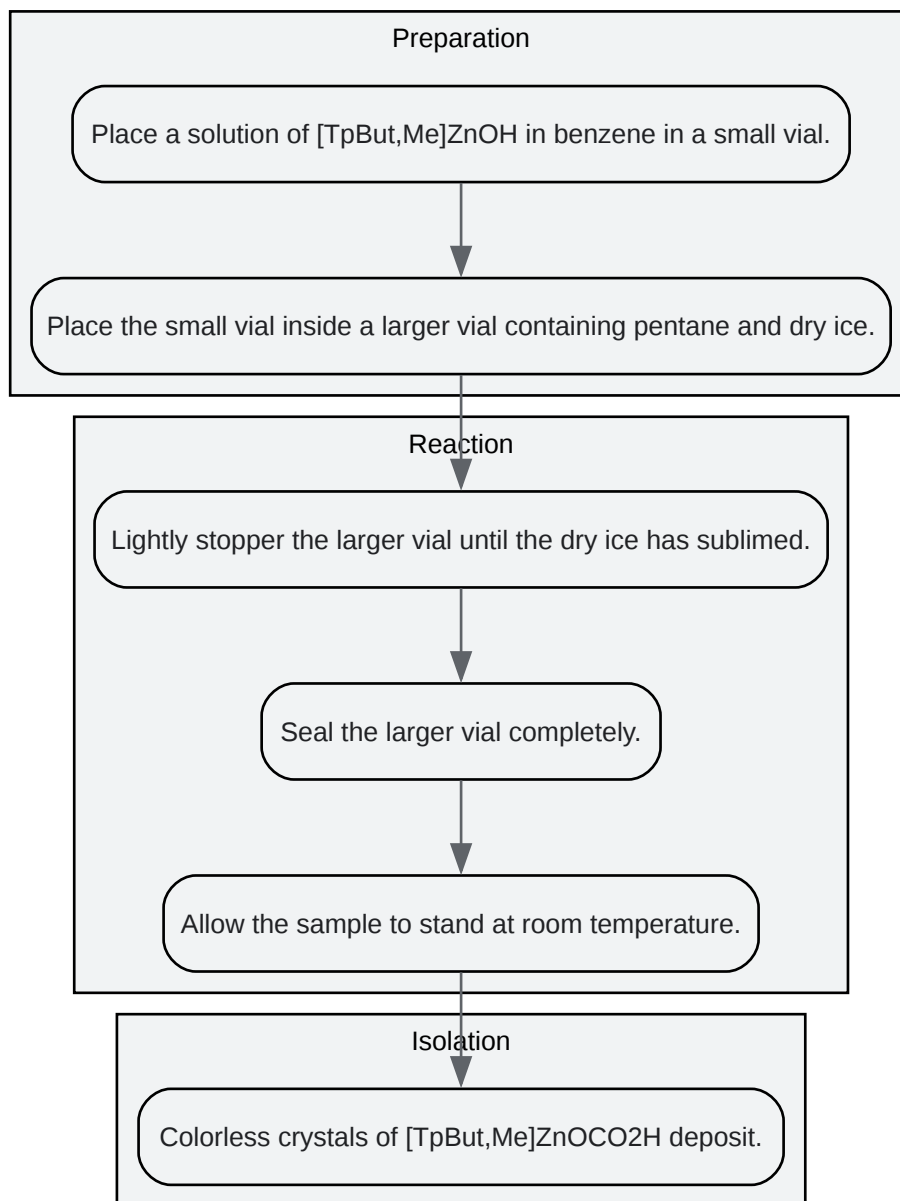 Preparation
Place a solution of [TpBut,Me]ZnOH in benzene in a small vial.
Place the small vial inside a larger vial containing pentane and dry ice.
Reaction
Lightly stopper the larger vial until the dry ice has sublimed.
Seal the larger vial completely.
Allow the sample to stand at room temperature.
Isolation
Colorless crystals of [TpBut,Me]ZnOCO2H deposit.